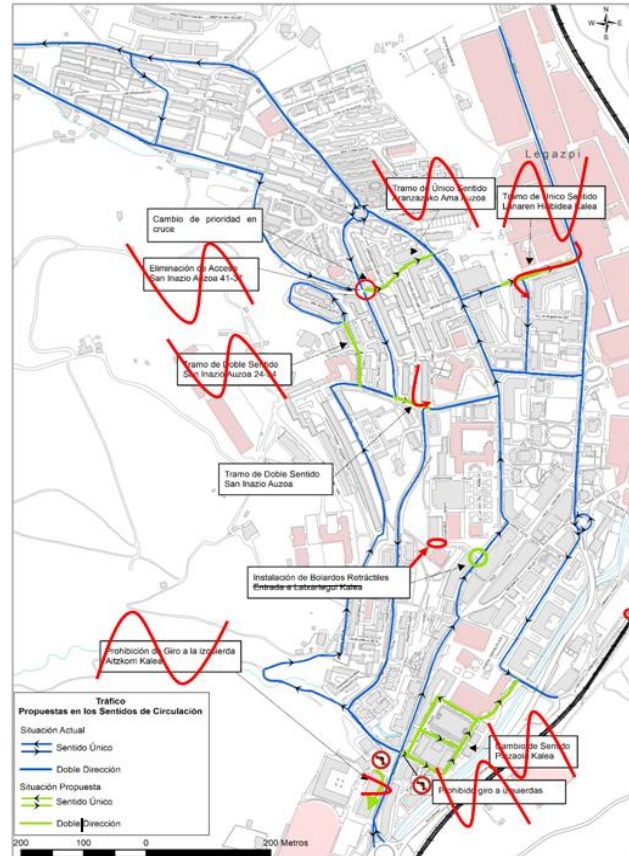 N
W E
S
Legazpi
Tramo de Único Sentido
Aranzazuko Ama Auzoa
Tramo de Único Sentido
Lanaren Hiribidea Kalea
Cambio de prioridad en
cruce
Eliminación de Acceso
San Inazio Auzoa 41-37
Tramo de Doble Sentido
San Inazio Auzoa 24-34
Tramo de Doble Sentido
San Inazio Auzoa
Instalación de Bolardos Retráctiles
Entrada a Latxartegui Kalea
Prohibición de Giro a la izquierda
Aitzkorri Kalea
Cambio de Sentido
Plazaola Kalea
Prohibido giro a izquierdas
Tráfico
Propuestas en los Sentidos de Circulación
Situación Actual
Sentido Único
Doble Dirección
Situación Propuesta
Sentido Único
Doble Dirección
200 100 0 200 Metros